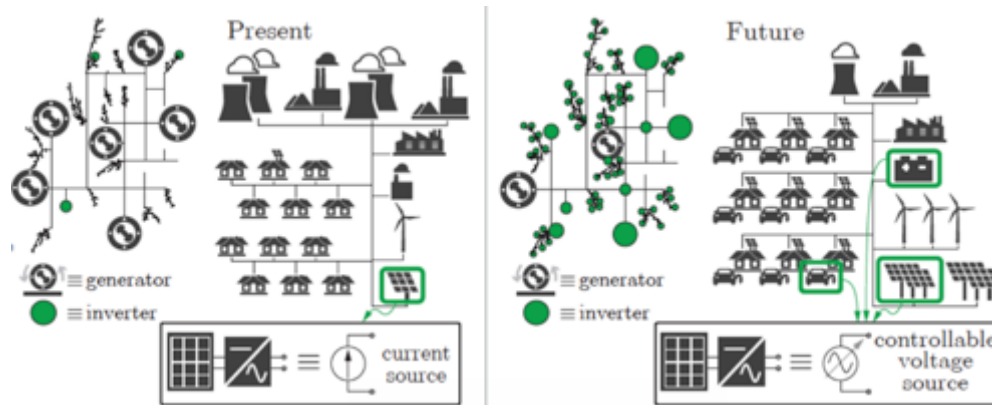 Present
≡ generator
≡ inverter
≡
current
source
Future
≡ generator
≡ inverter
≡
controllable
voltage
source